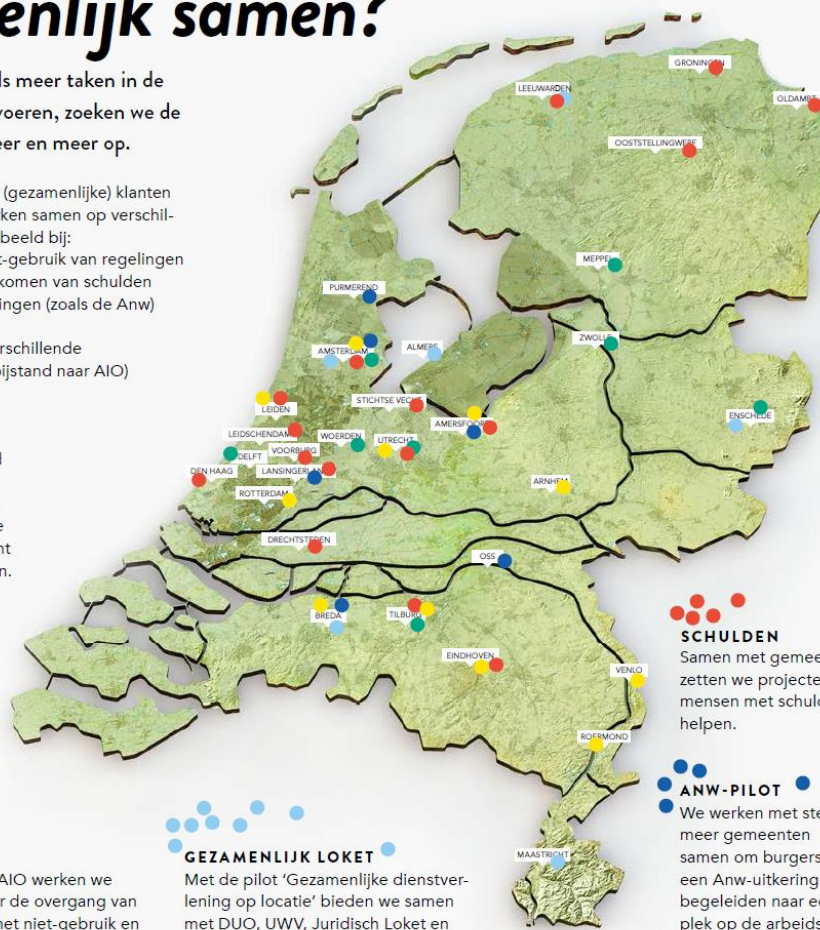 enlijk samen?
ls meer taken in de
voeren, zoeken we de
eer en meer op.
(gezamenlijke) klanten
rken samen op verschil-
beeld bij:
t-gebruik van regelingen
komen van schulden
ingen (zoals de Anw)
rschillende
bijstand naar AIO)
d
e
nt
n.
GRONINGEN
LEEUWARDEN
OLDAMBT
OOSTSTELLINGWERF
MEPPEL
PURMEREND
ZWOLLE
AMSTERDAM
ALMERE
STICHTSE VECHT
LEIDEN
ENSCHEDE
AMERSFOORT
LEIDSCHENDAM
WOERDEN
UTRECHT
VOORBURG
DELFT
DEN HAAG
LANSINGERLAND
ARNHEM
ROTTERDAM
DRECHTSTEDEN
OSS
BREDA
TILBURG
EINDHOVEN
VENLO
ROERMOND
MAASTRICHT
SCHULDEN
Samen met gemee
zetten we projecte
mensen met schuld
helpen.
ANW-PILOT
We werken met ste
meer gemeenten
samen om burgers
een Anw-uitkering
begeleiden naar ee
plek op de arbeids
GEZAMENLIJK LOKET
Met de pilot ‘Gezamenlijke dienstver-
lening op locatie’ bieden we samen
met DUO, UWV, Juridisch Loket en
AIO werken we
r de overgang van
net niet-gebruik en